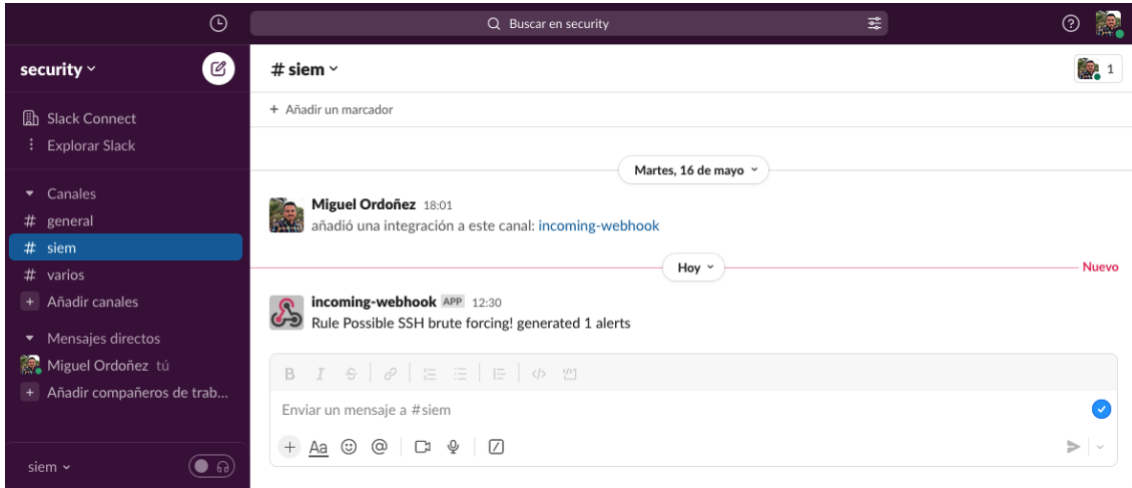 Buscar en security
security
Slack Connect
Explorar Slack
Canales
# general
# siem
# varios
+ Añadir canales
Mensajes directos
Miguel Ordoñez tú
+ Añadir compañeros de trab...
siem
# siem
1
+ Añadir un marcador
Martes, 16 de mayo
Miguel Ordoñez 18:01
añadió una integración a este canal: incoming-webhook
Hoy
Nuevo
incoming-webhook APP 12:30
Rule Possible SSH brute forcing! generated 1 alerts
B I S
Enviar un mensaje a #siem
+ Aa @